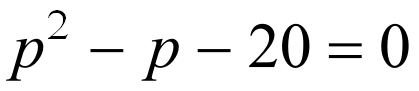 p² − p − 20 = 0